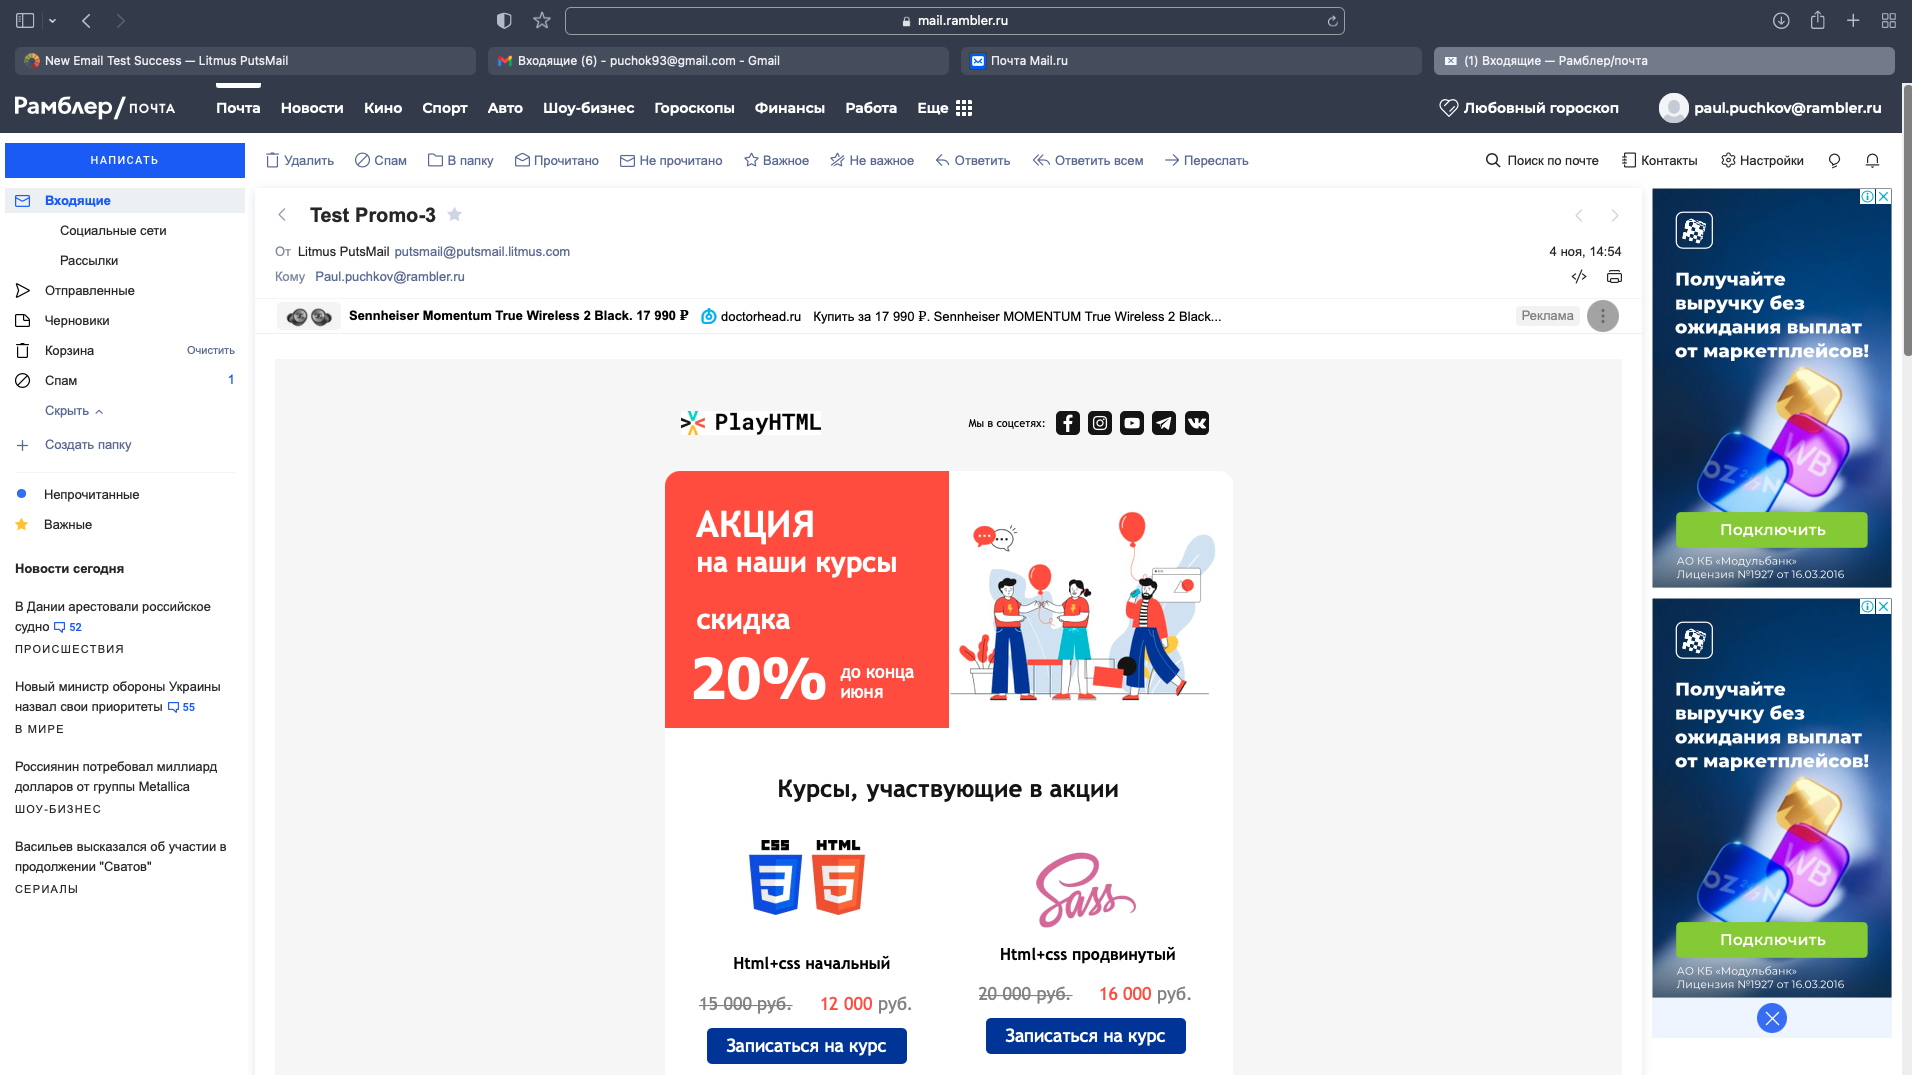 mail.rambler.ru
New Email Test Success — Litmus PutsMail
Входящие (6) - puchok93@gmail.com - Gmail
Почта Mail.ru
(1) Входящие — Рамблер/почта
Рамблер/ПОЧТА
Почта Новости Кино Спорт Авто Шоу-бизнес Гороскопы Финансы Работа Еще
Любовный гороскоп
paul.puchkov@rambler.ru
НАПИСАТЬ
Удалить Спам В папку Прочитано Не прочитано Важное Не важное Ответить Ответить всем Переслать
Поиск по почте Контакты Настройки
Входящие
Социальные сети
Рассылки
Отправленные
Черновики
Корзина Очистить
Спам 1
Скрыть
Создать папку
Непрочитанные
Важные
Новости сегодня
В Дании арестовали российское
судно 52
ПРОИСШЕСТВИЯ
Новый министр обороны Украины
назвал свои приоритеты 55
В МИРЕ
Россиянин потребовал миллиард
долларов от группы Metallica
ШОУ-БИЗНЕС
Васильев высказался об участии в
продолжении "Сватов"
СЕРИАЛЫ
Test Promo-3
От Litmus PutsMail putsmail@putsmail.litmus.com
4 ноя, 14:54
Кому Paul.puchkov@rambler.ru
Sennheiser Momentum True Wireless 2 Black. 17 990 ₽ doctorhead.ru Купить за 17 990 ₽. Sennheiser MOMENTUM True Wireless 2 Black...
Реклама
PlayHTML
Мы в соцсетях:
АКЦИЯ
на наши курсы
скидка
20% до конца
июня
Курсы, участвующие в акции
CSS HTML
Sass
Html+css начальный
15 000 руб. 12 000 руб.
Записаться на курс
Html+css продвинутый
20 000 руб. 16 000 руб.
Записаться на курс
Получайте
выручку без
ожидания выплат
от маркетплейсов!
OZON
WB
Подключить
АО КБ «Модульбанк»
Лицензия №1927 от 16.03.2016
Получайте
выручку без
ожидания выплат
от маркетплейсов!
OZON
WB
Подключить
АО КБ «Модульбанк»
Лицензия №1927 от 16.03.2016